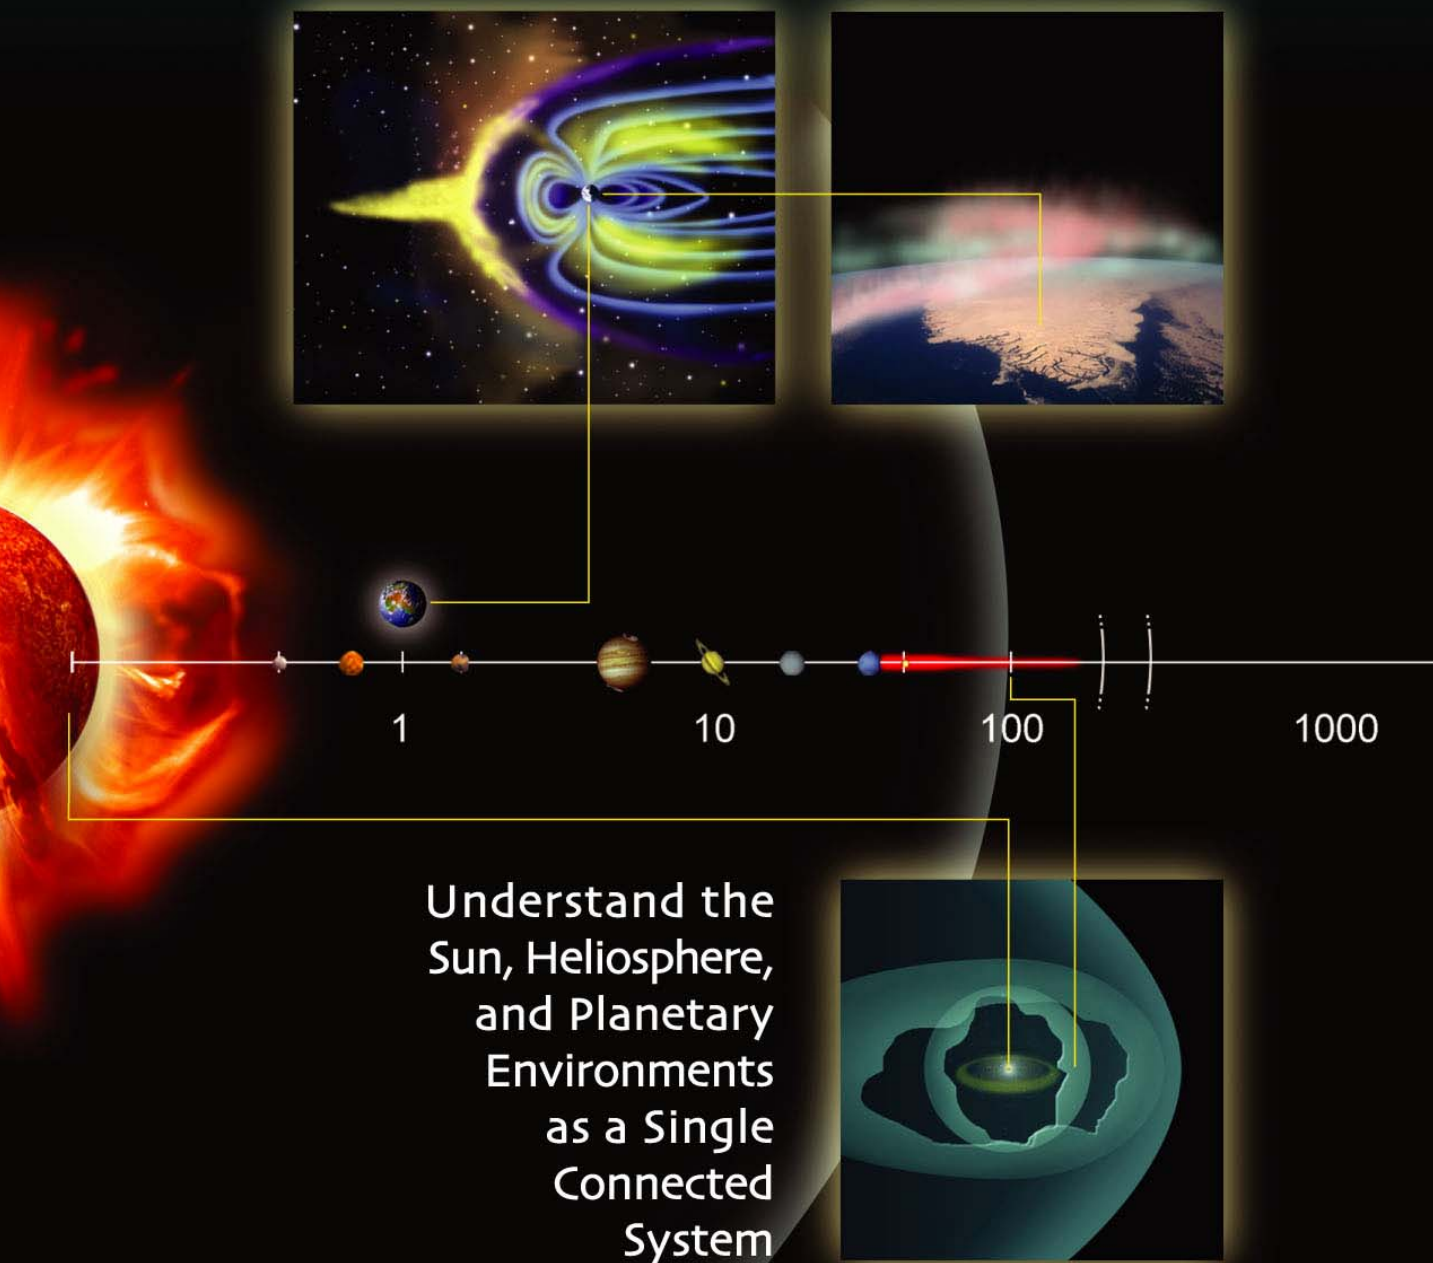 1 10 100 1000
Understand the
Sun, Heliosphere,
and Planetary
Environments
as a Single
Connected
System